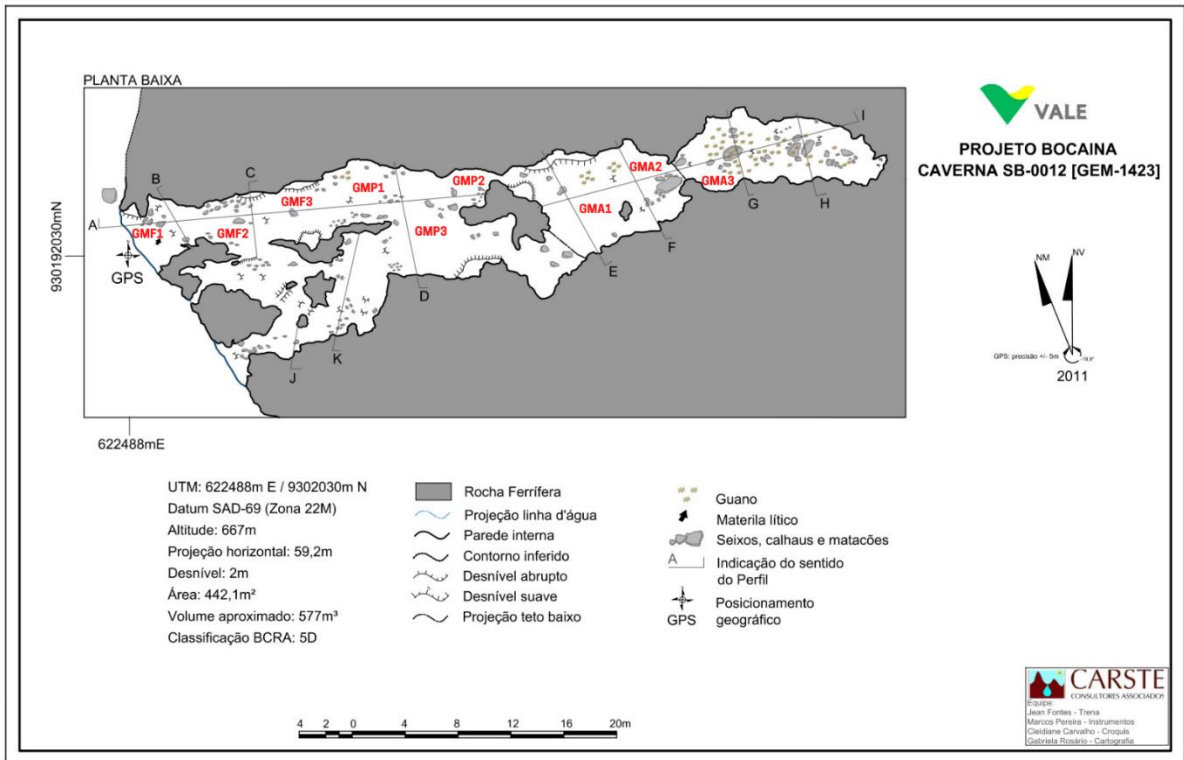 PLANTA BAIXA
VALE
PROJETO BOCAINA
CAVERNA SB-0012 [GEM-1423]
I
B
C
GMP1
GMP2
GMA2
GMF3
GMA3
A
GMF1
GMF2
GMP3
GMA1
G
H
F
E
GPS
D
K
J
9301192030mN
622488mE
NM
NV
GPS: precisão +/- 5m
-19,8°
2011
UTM: 622488m E / 9302030m N
Datum SAD-69 (Zona 22M)
Altitude: 667m
Projeção horizontal: 59,2m
Desnível: 2m
Área: 442,1m²
Volume aproximado: 577m³
Classificação BCRA: 5D
Rocha Ferrífera
Projeção linha d'água
Parede interna
Contorno inferido
Desnível abrupto
Desnível suave
Projeção teto baixo
Guano
Materila lítico
Seixos, calhaus e matacões
A
Indicação do sentido
do Perfil
GPS
Posicionamento
geográfico
4 2 0 4 8 12 16 20m
CARSTE
CONSULTORES ASSOCIADOS
Equipe:
Jean Fontes - Trena
Marcos Pereira - Instrumentos
Cleidiane Carvalho - Croquis
Gabriela Rosário - Cartografia